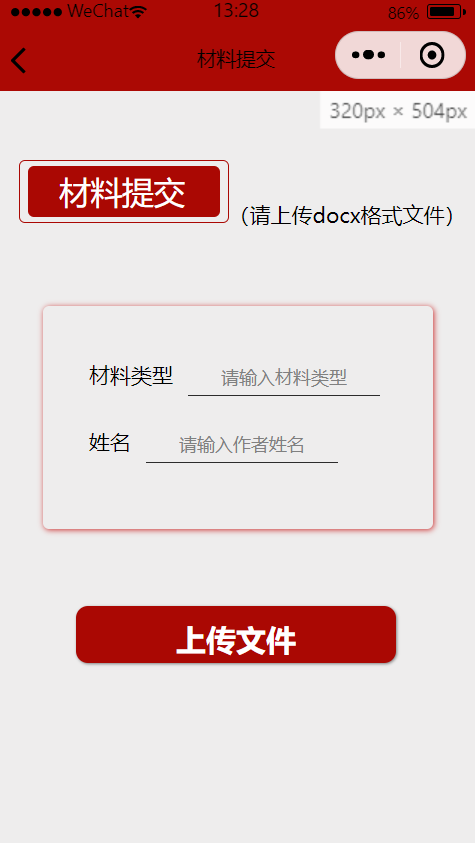 ●●●●● WeChat 13:28 86%
材料提交
320px × 504px
材料提交 (请上传docx格式文件)
材料类型 请输入材料类型
姓名 请输入作者姓名
上传文件